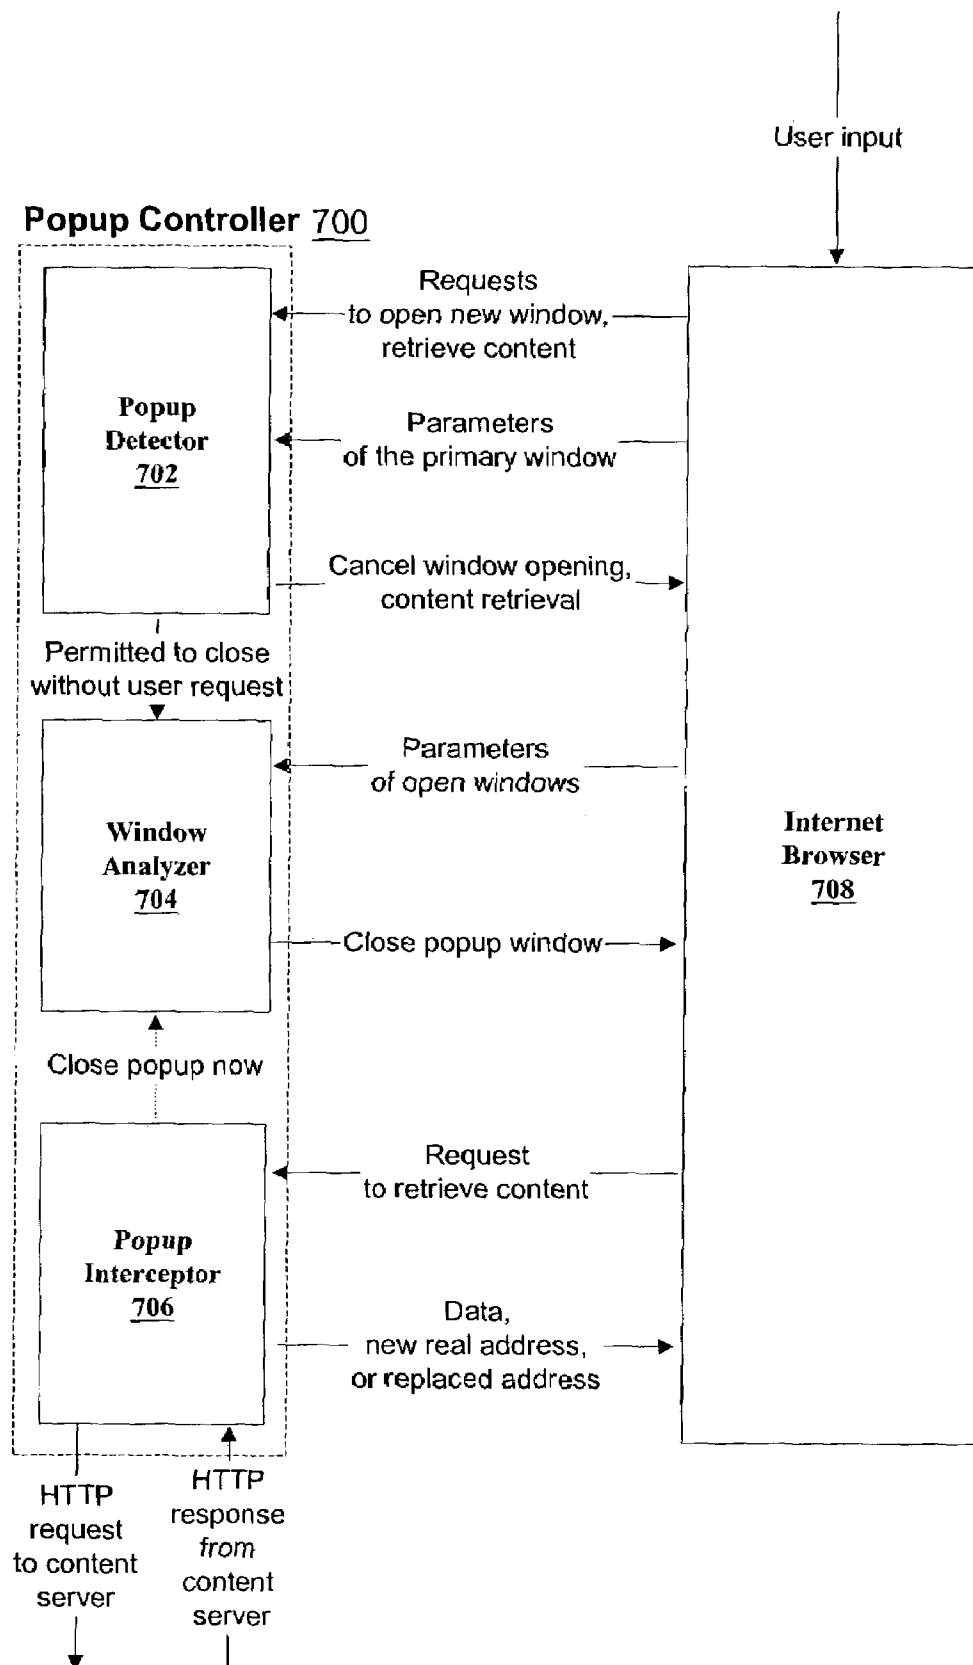 User input
Popup Controller 700
Requests
to open new window,
retrieve content
Popup
Detector
702
Parameters
of the primary window
Cancel window opening,
content retrieval
Permitted to close
without user request
Parameters
of open windows
Window
Analyzer
704
Internet
Browser
708
Close popup window
Close popup now
Request
to retrieve content
Popup
Interceptor
706
Data,
new real address,
or replaced address
HTTP
request
to content
server
HTTP
response
from
content
server